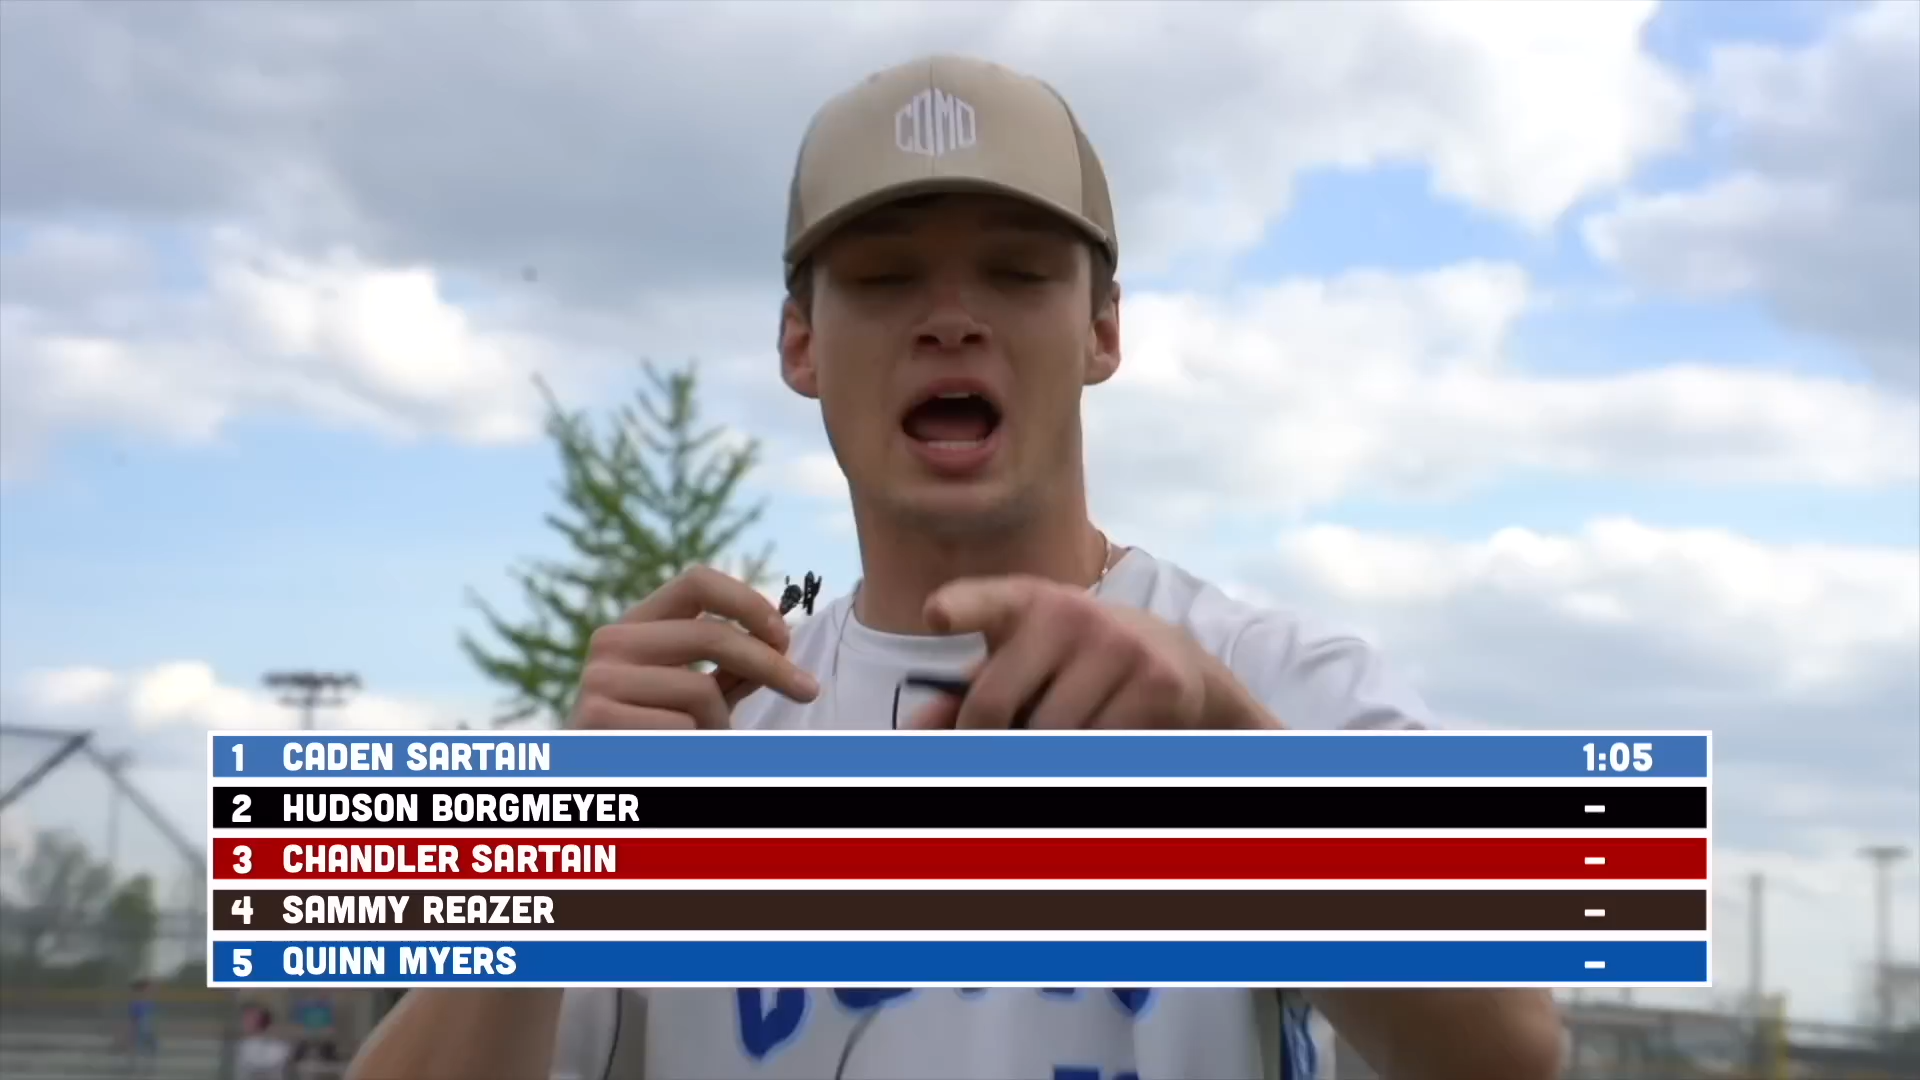 COMO
1 CADEN SARTAIN 1:05
2 HUDSON BORGMEYER –
3 CHANDLER SARTAIN –
4 SAMMY REAZER –
5 QUINN MYERS –